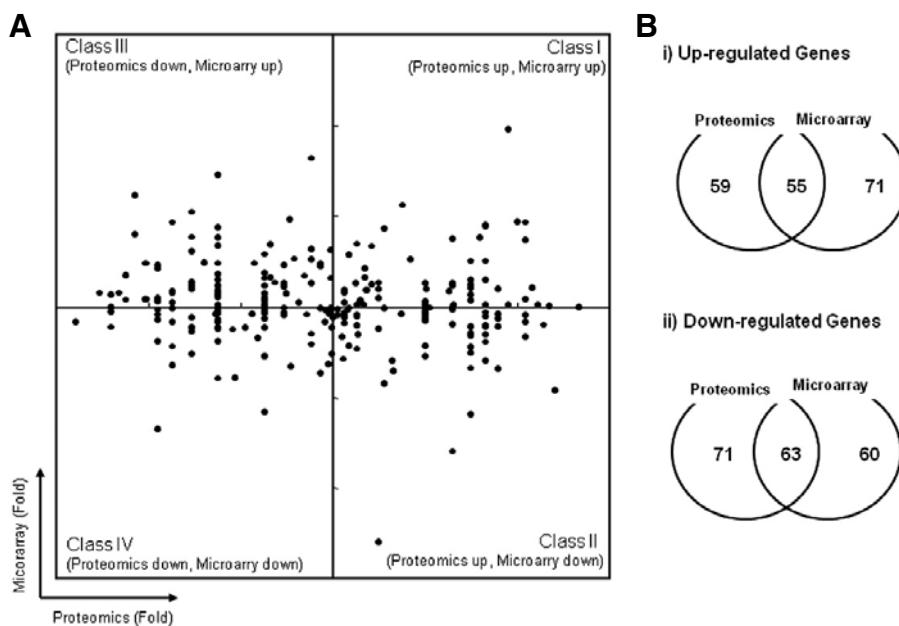 A
Class III
(Proteomics down, Microarry up)
Class I
(Proteomics up, Microarry up)
Class IV
(Proteomics down, Microarry down)
Class II
(Proteomics up, Microarry down)
Micorarray (Fold)
Proteomics (Fold)
B
i) Up-regulated Genes
Proteomics Microarray
59 55 71
ii) Down-regulated Genes
Proteomics Microarray
71 63 60